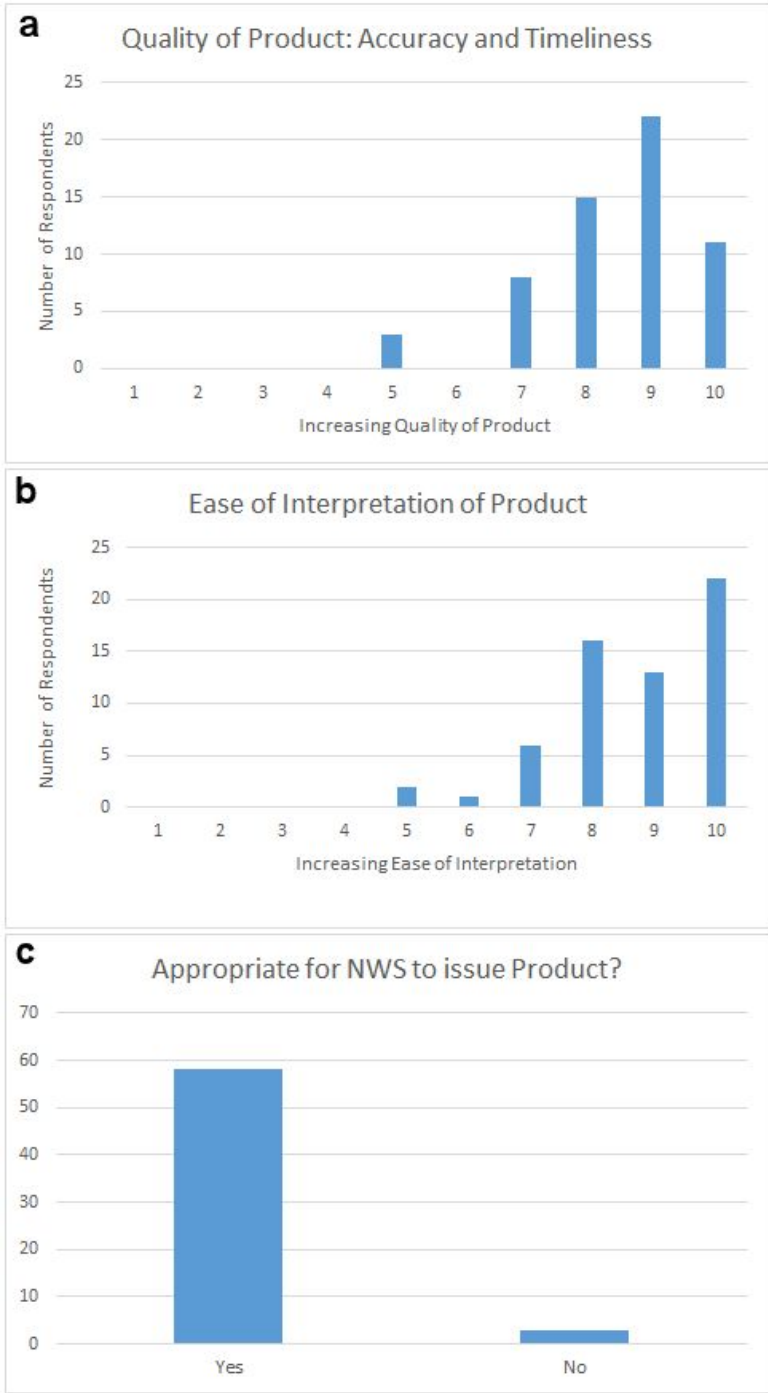 a
Quality of Product: Accuracy and Timeliness
25
20
15
10
5
0
Number of Respondents
1 2 3 4 5 6 7 8 9 10
Increasing Quality of Product
b
Ease of Interpretation of Product
25
20
15
10
5
0
Number of Respondendts
1 2 3 4 5 6 7 8 9 10
Increasing Ease of Interpretation
c
Appropriate for NWS to issue Product?
70
60
50
40
30
20
10
0
Yes No